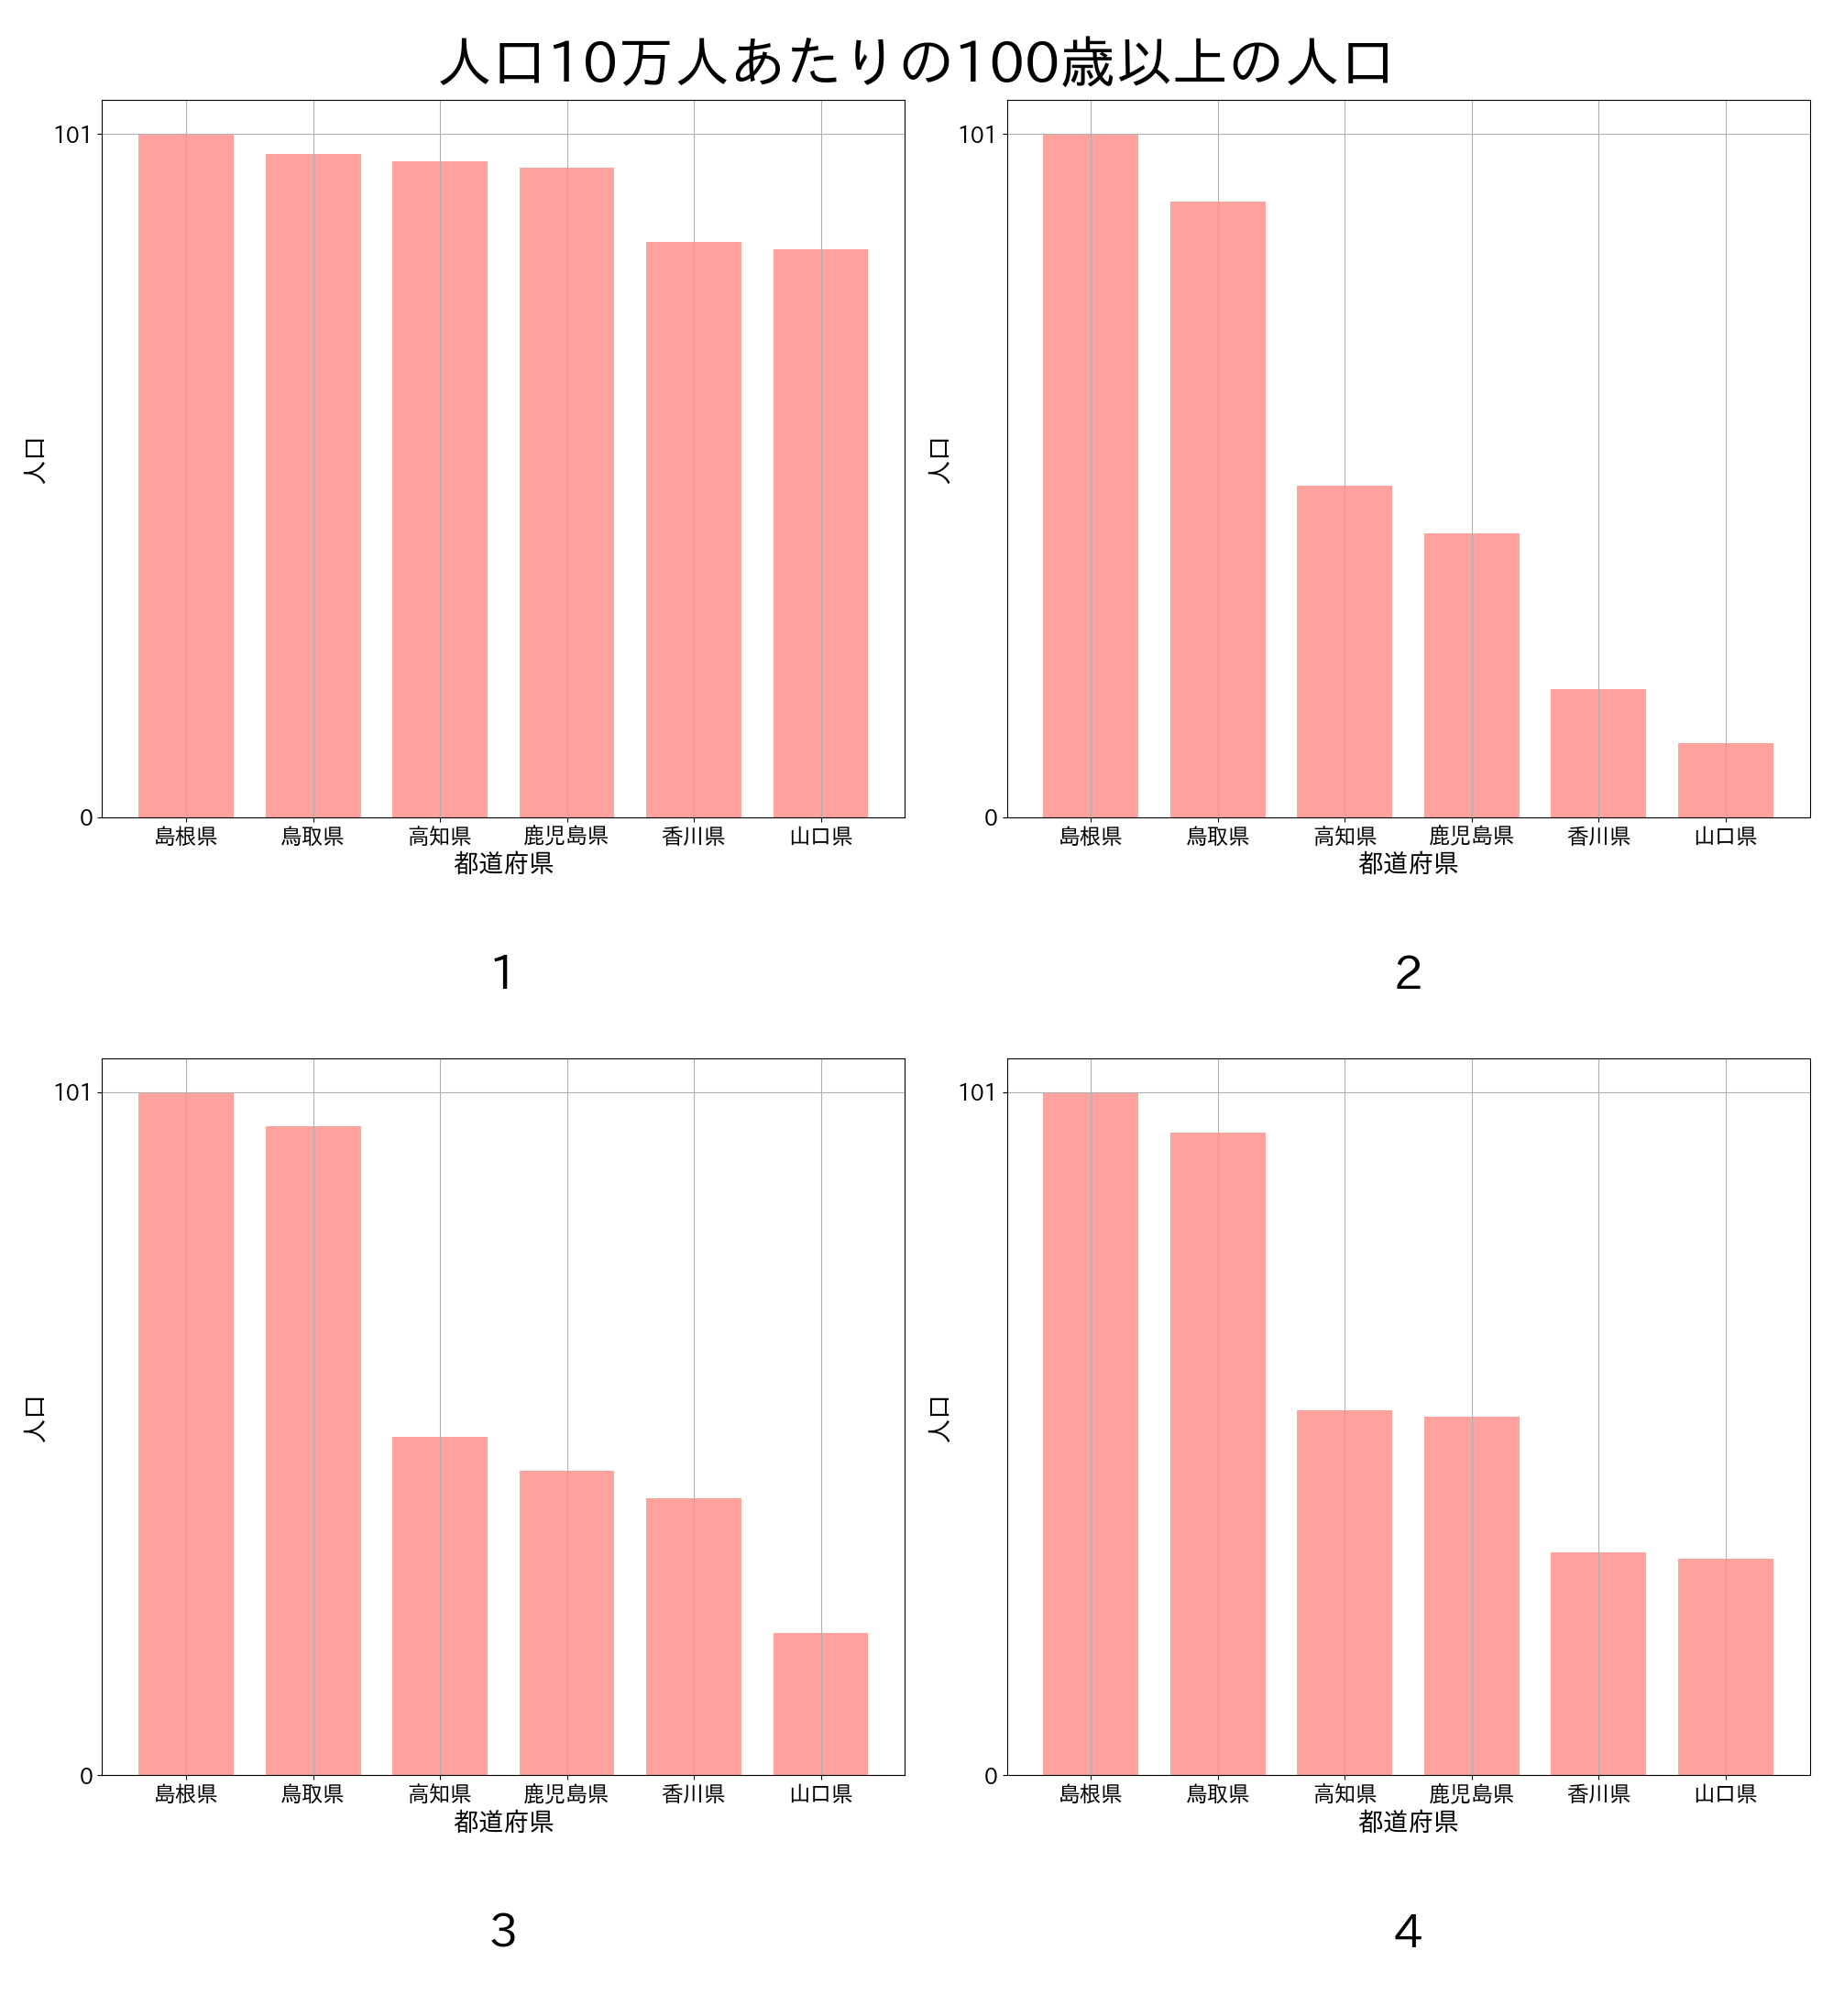 人口10万人あたりの100歳以上の人口
101
人口
0
島根県 鳥取県 高知県 鹿児島県 香川県 山口県
都道府県
1
101
人口
0
島根県 鳥取県 高知県 鹿児島県 香川県 山口県
都道府県
2
101
人口
0
島根県 鳥取県 高知県 鹿児島県 香川県 山口県
都道府県
3
101
人口
0
島根県 鳥取県 高知県 鹿児島県 香川県 山口県
都道府県
4